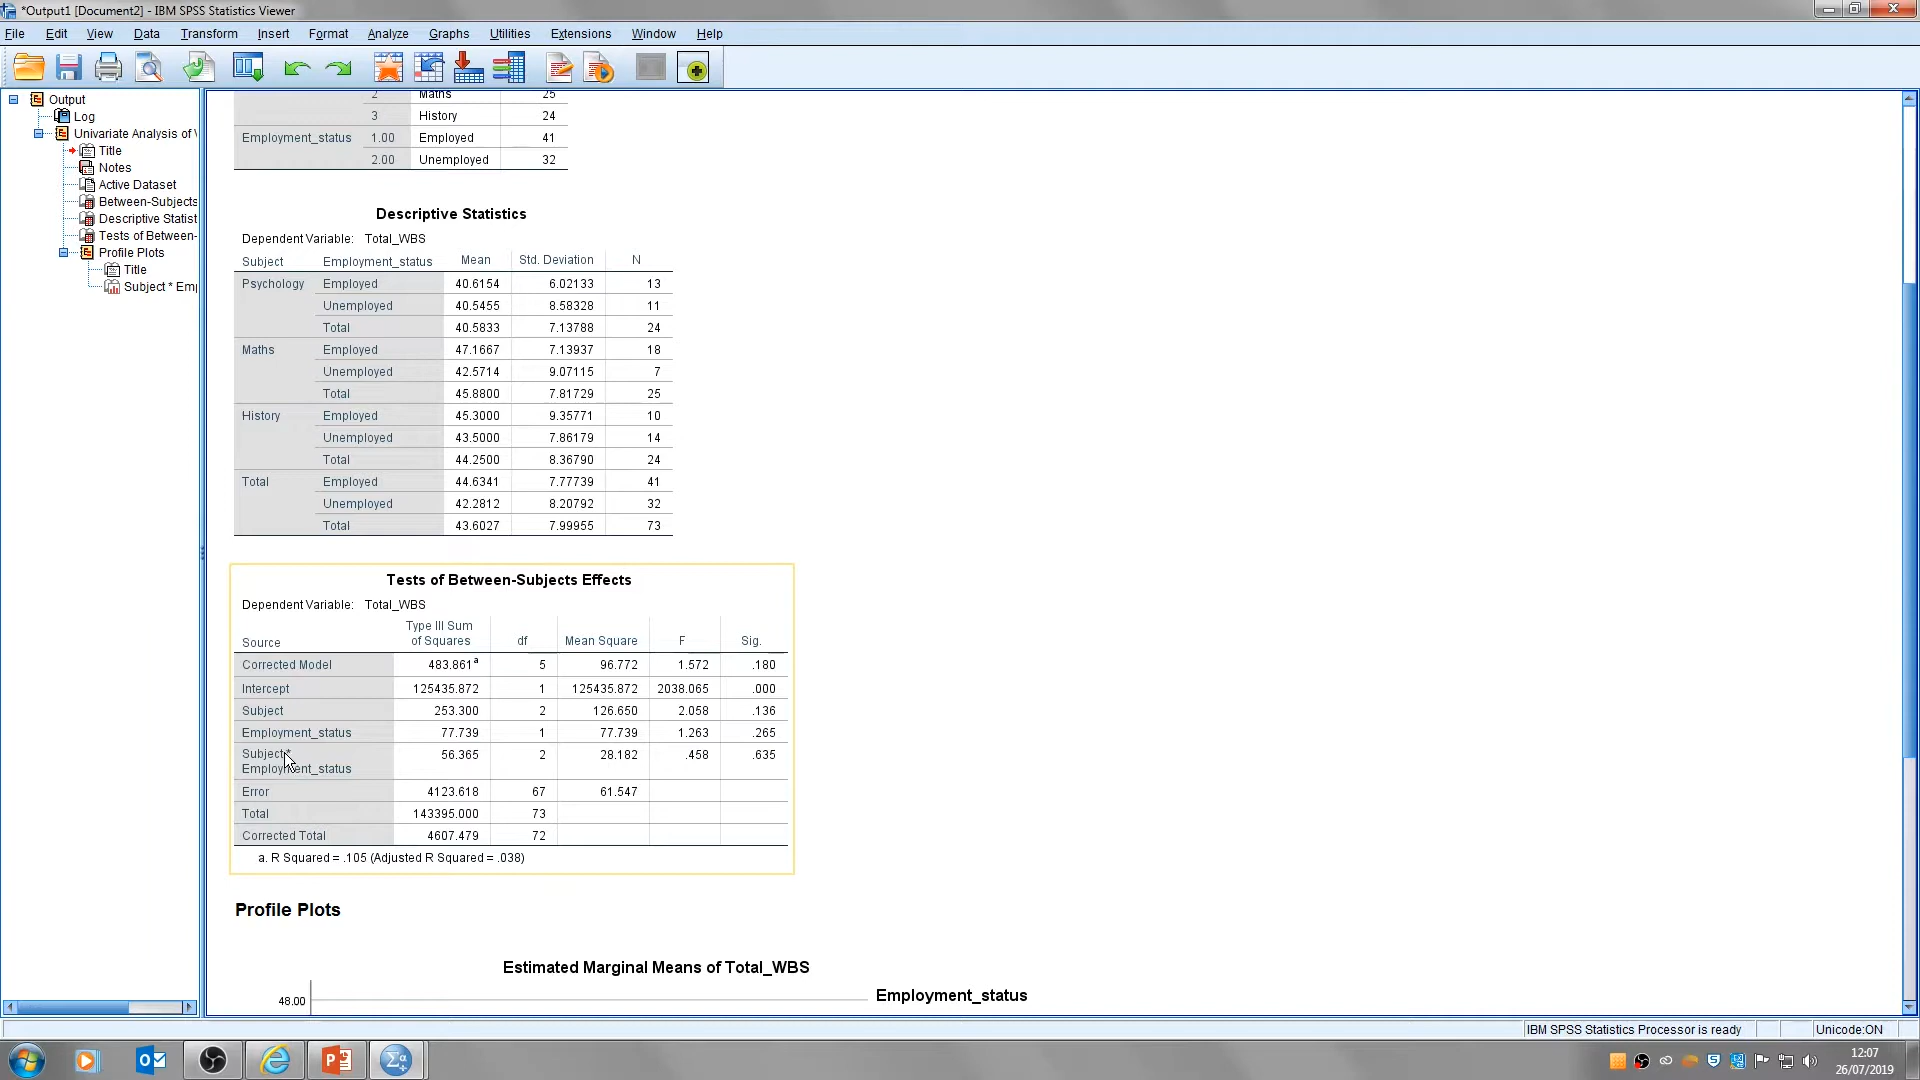 *Output1 [Document2] - IBM SPSS Statistics Viewer
File Edit View Data Transform Insert Format Analyze Graphs Utilities Extensions Window Help
Output
Log
Univariate Analysis of
Title
Notes
Active Dataset
Between-Subjects
Descriptive Statist
Tests of Between-
Profile Plots
Title
Subject * Em
2 Maths 25
3 History 24
Employment_status 1.00 Employed 41
2.00 Unemployed 32
Descriptive Statistics
Dependent Variable: Total_WBS
Subject Employment_status Mean Std. Deviation N
Psychology Employed 40.6154 6.02133 13
Unemployed 40.5455 8.58328 11
Total 40.5833 7.13788 24
Maths Employed 47.1667 7.13937 18
Unemployed 42.5714 9.07115 7
Total 45.8800 7.81729 25
History Employed 45.3000 9.35771 10
Unemployed 43.5000 7.86179 14
Total 44.2500 8.36790 24
Total Employed 44.6341 7.77739 41
Unemployed 42.2812 8.20792 32
Total 43.6027 7.99955 73
Tests of Between-Subjects Effects
Dependent Variable: Total_WBS
Source Type III Sum of Squares df Mean Square F Sig.
Corrected Model 483.861a 5 96.772 1.572 .180
Intercept 125435.872 1 125435.872 2038.065 .000
Subject 253.300 2 126.650 2.058 .136
Employment_status 77.739 1 77.739 1.263 .265
Subject * Employment_status 56.365 2 28.182 .458 .635
Error 4123.618 67 61.547
Total 143395.000 73
Corrected Total 4607.479 72
a. R Squared = .105 (Adjusted R Squared = .038)
Profile Plots
Estimated Marginal Means of Total_WBS
48.00
Employment_status
IBM SPSS Statistics Processor is ready Unicode:ON
12:07
26/07/2019